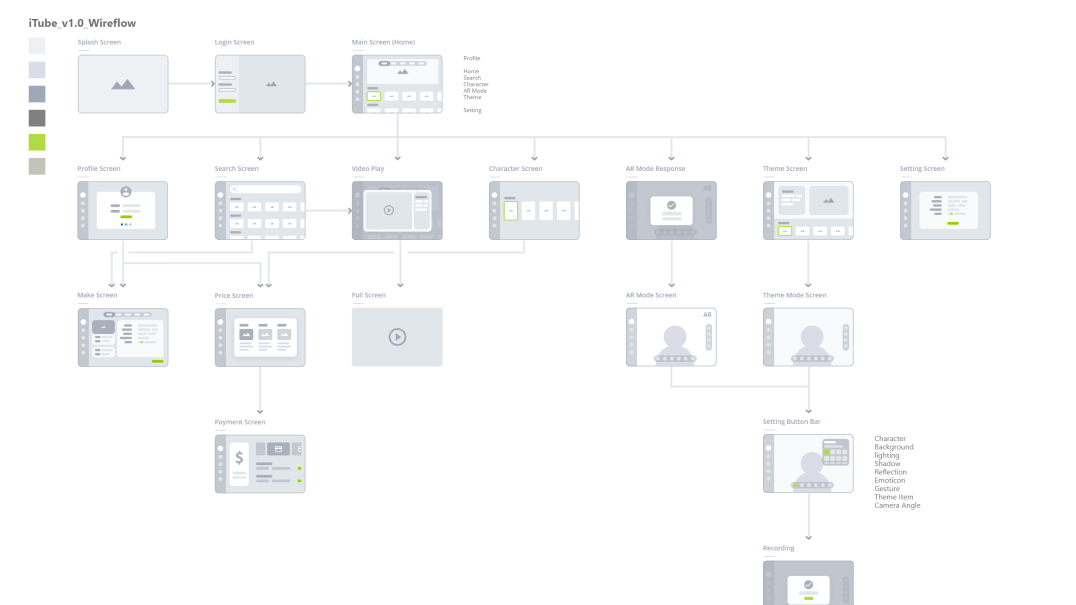 iTube_v1.0_Wireflow
Splash Screen
Login Screen
Main Screen (Home)
Profile
Home
Search
Character
AR Mode
Theme
Setting
Profile Screen
Search Screen
Video Play
Character Screen
AR Mode Response
Theme Screen
Setting Screen
AR
Make Screen
Price Screen
Full Screen
AR Mode Screen
Theme Mode Screen
AR
Payment Screen
Setting Button Bar
$
Character
Background
lighting
Shadow
Reflection
Emoticon
Gesture
Theme Item
Camera Angle
Recording